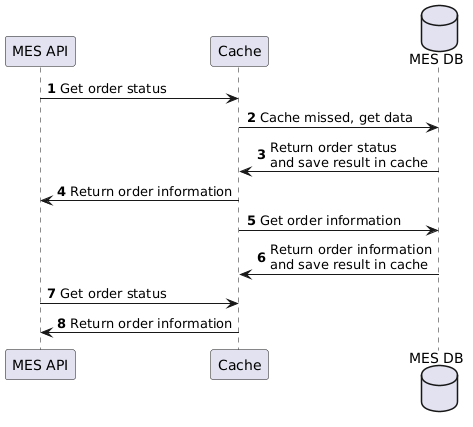 MES API
Cache
MES DB
1 Get order status
2 Cache missed, get data
3 Return order status
and save result in cache
4 Return order information
5 Get order information
6 Return order information
and save result in cache
7 Get order status
8 Return order information
MES API
Cache
MES DB